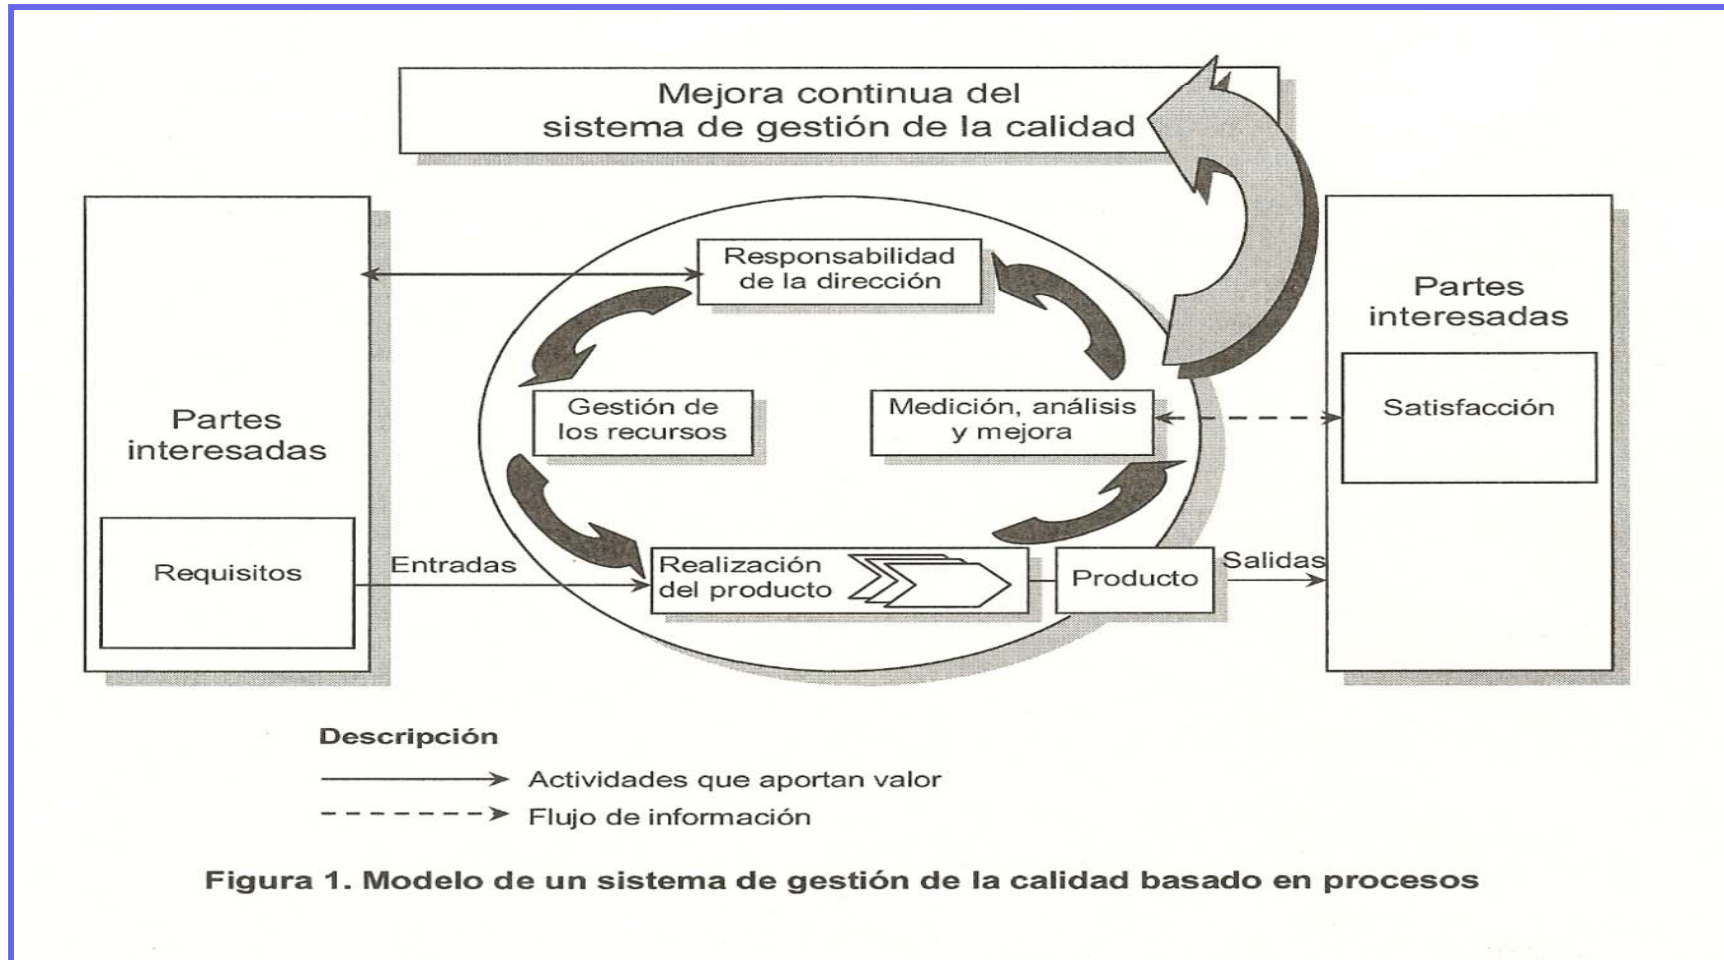 Mejora continua del
sistema de gestión de la calidad
Responsabilidad
de la dirección
Partes
interesadas
Gestión de
los recursos
Medición, análisis
y mejora
Satisfacción
Partes
interesadas
Requisitos
Entradas
Realización
del producto
Producto
Salidas
Descripción
Actividades que aportan valor
Flujo de información
Figura 1. Modelo de un sistema de gestión de la calidad basado en procesos